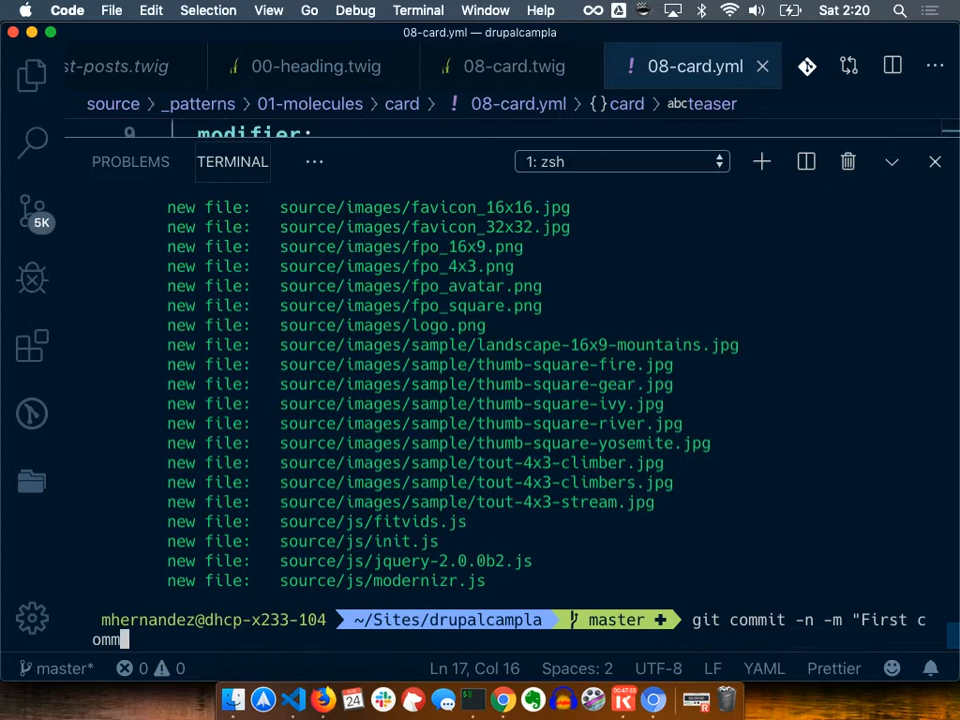 Code File Edit Selection View Go Debug Terminal Window Help Sat 2:20
08-card.yml — drupalcampla
st-posts.twig 00-heading.twig 08-card.twig ! 08-card.yml
source > _patterns > 01-molecules > card > ! 08-card.yml > {} card > abc teaser
9 modifier:
PROBLEMS TERMINAL ... 1: zsh
new file: source/images/favicon_16x16.jpg
new file: source/images/favicon_32x32.jpg
new file: source/images/fpo_16x9.png
new file: source/images/fpo_4x3.png
new file: source/images/fpo_avatar.png
new file: source/images/fpo_square.png
new file: source/images/logo.png
new file: source/images/sample/landscape-16x9-mountains.jpg
new file: source/images/sample/thumb-square-fire.jpg
new file: source/images/sample/thumb-square-gear.jpg
new file: source/images/sample/thumb-square-ivy.jpg
new file: source/images/sample/thumb-square-river.jpg
new file: source/images/sample/thumb-square-yosemite.jpg
new file: source/images/sample/tout-4x3-climber.jpg
new file: source/images/sample/tout-4x3-climbers.jpg
new file: source/images/sample/tout-4x3-stream.jpg
new file: source/js/fitvids.js
new file: source/js/init.js
new file: source/js/jquery-2.0.0b2.js
new file: source/js/modernizr.js
5K
mhernandez@dhcp-x233-104 ~/Sites/drupalcampla master + git commit -n -m "First c
omm
master* 0 0 Ln 17, Col 16 Spaces: 2 UTF-8 LF YAML Prettier
24